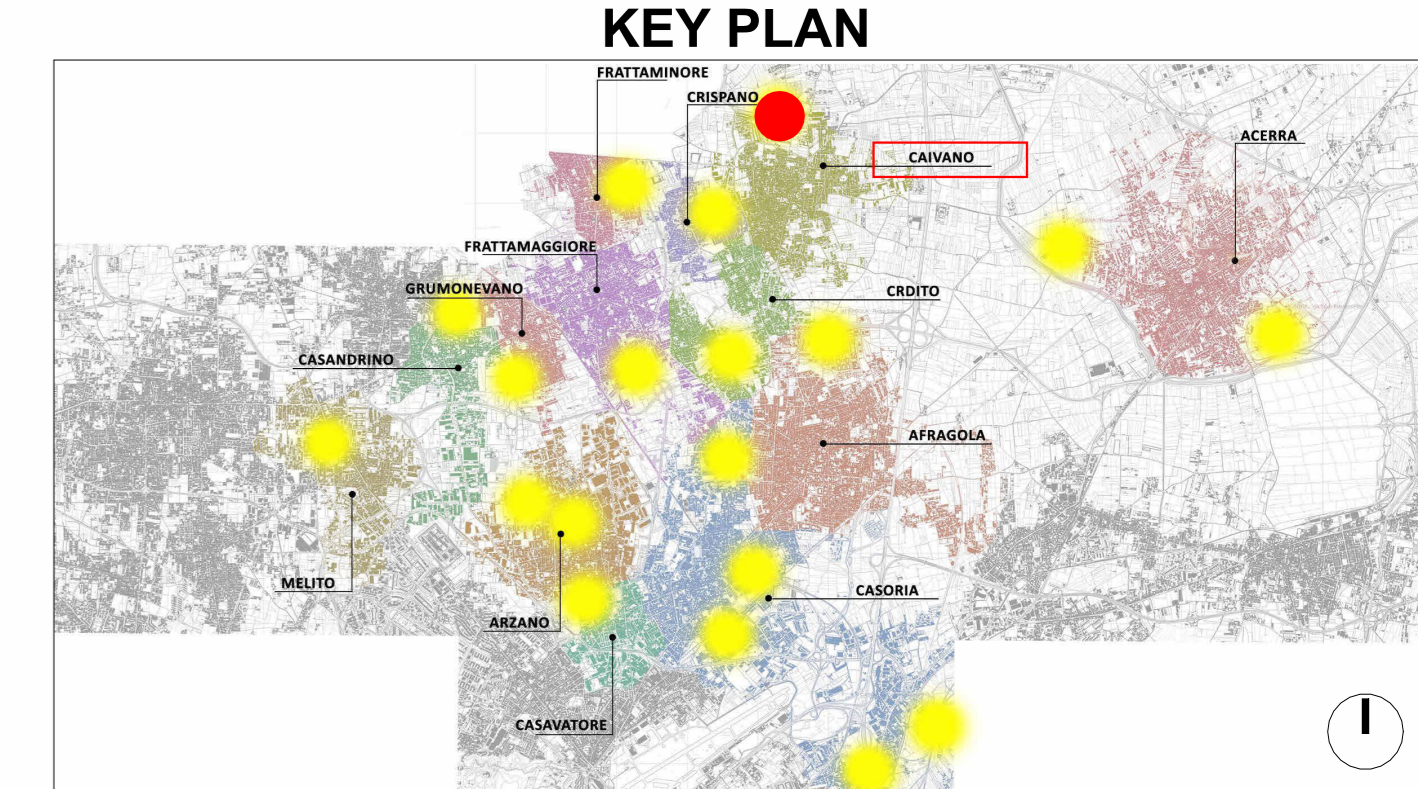 KEY PLAN
FRATTAMINORE
CRISPANO
ACERRA
CAIVANO
FRATTAMAGGIORE
GRUMONEVANO
CRDITO
CASANDRINO
AFRAGOLA
MELITO
CASORIA
ARZANO
CASAVATORE